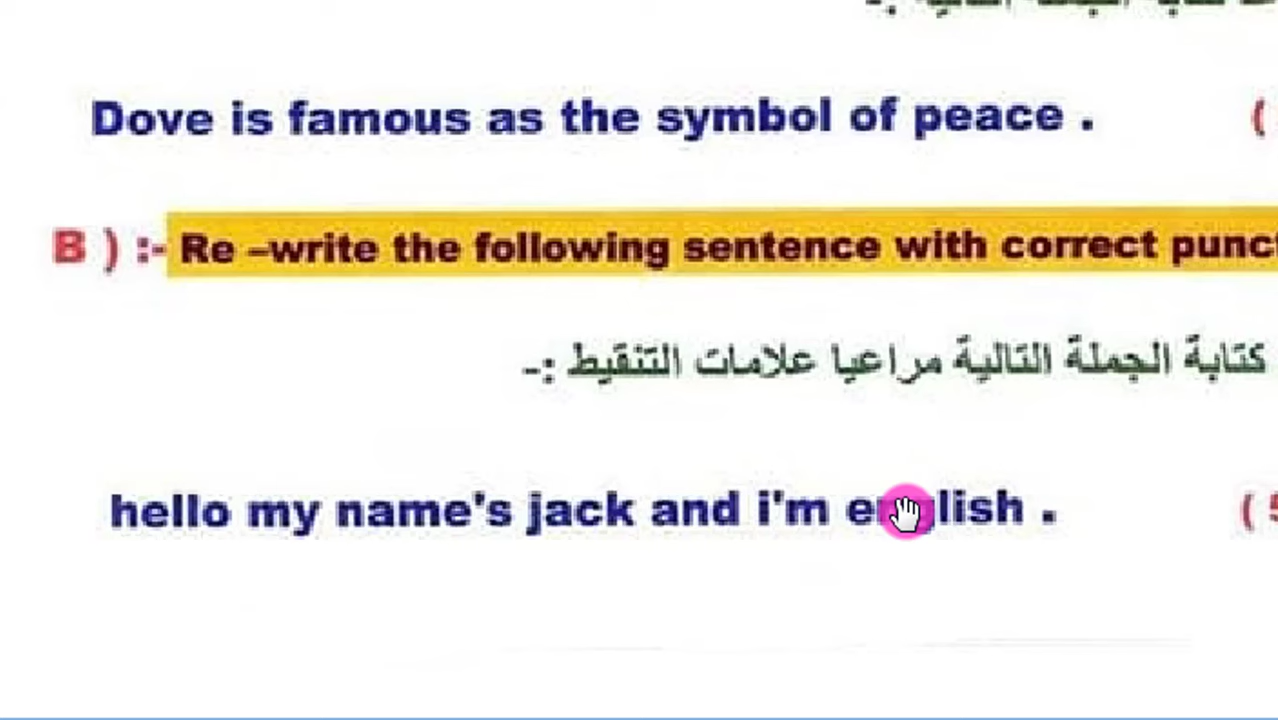 Dove is famous as the symbol of peace . (
B ) :- Re –write the following sentence with correct
كتابة الجملة التالية مراعيا علامات التنقيط :-
hello my name's jack and i'm english . (